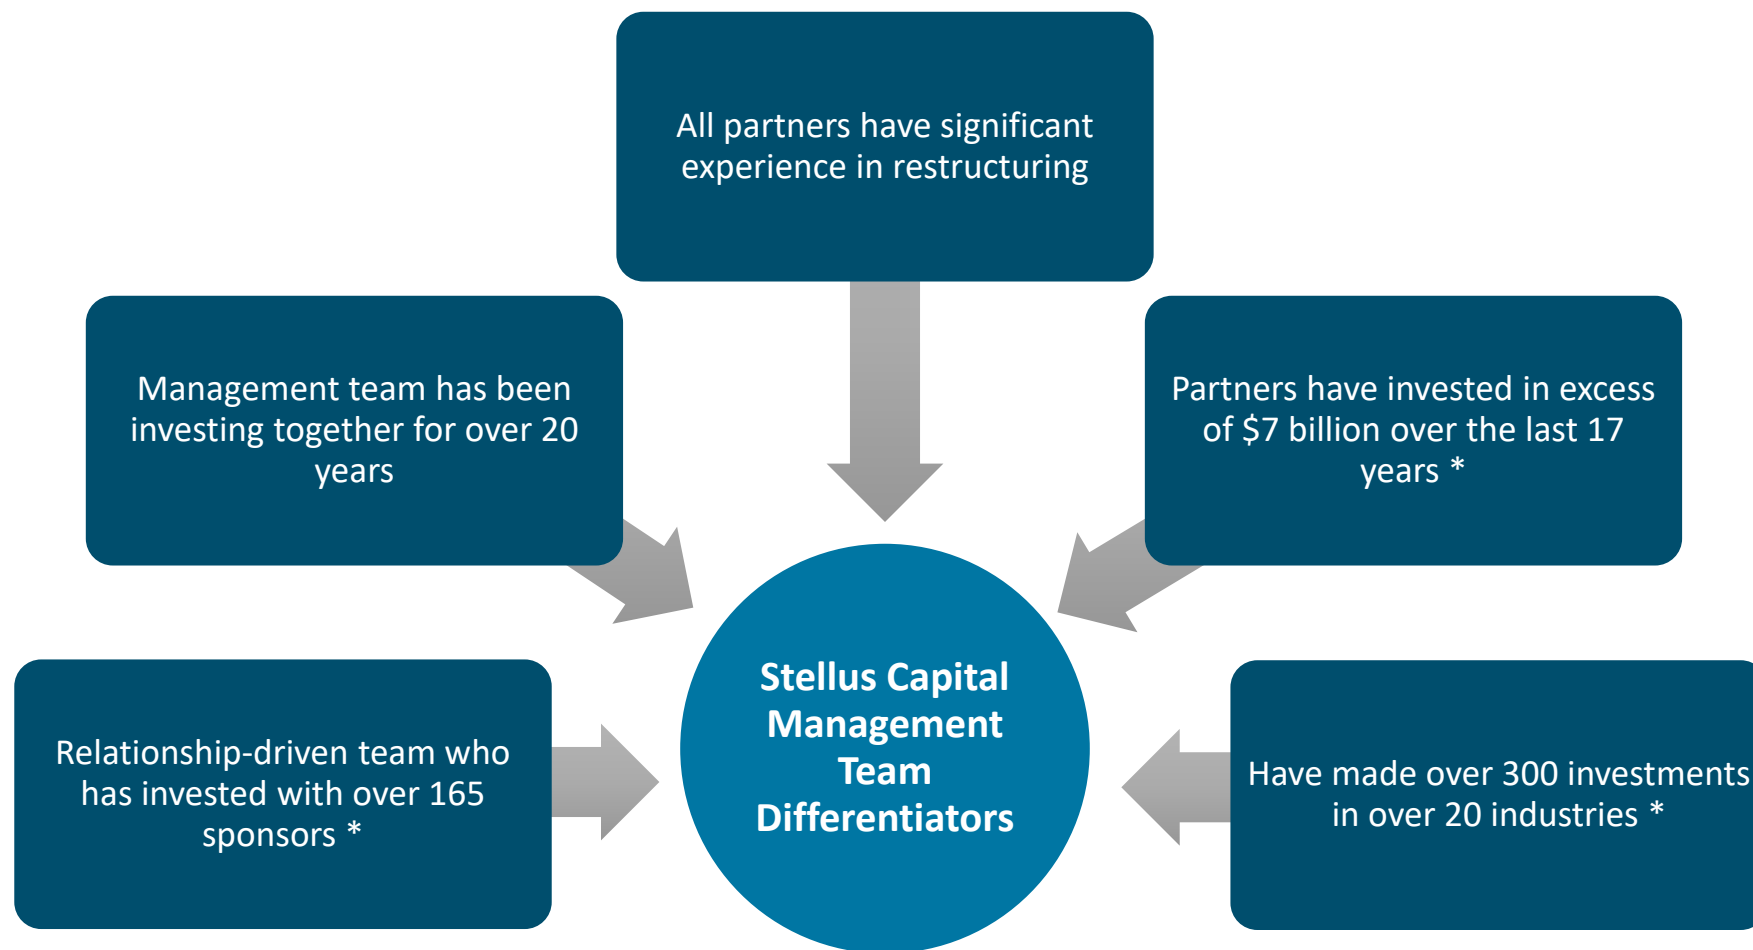 All partners have significant
experience in restructuring
Management team has been
investing together for over 20
years
Partners have invested in excess
of $7 billion over the last 17
years *
Relationship-driven team who
has invested with over 165
sponsors *
Stellus Capital
Management
Team
Differentiators
Have made over 300 investments
in over 20 industries *